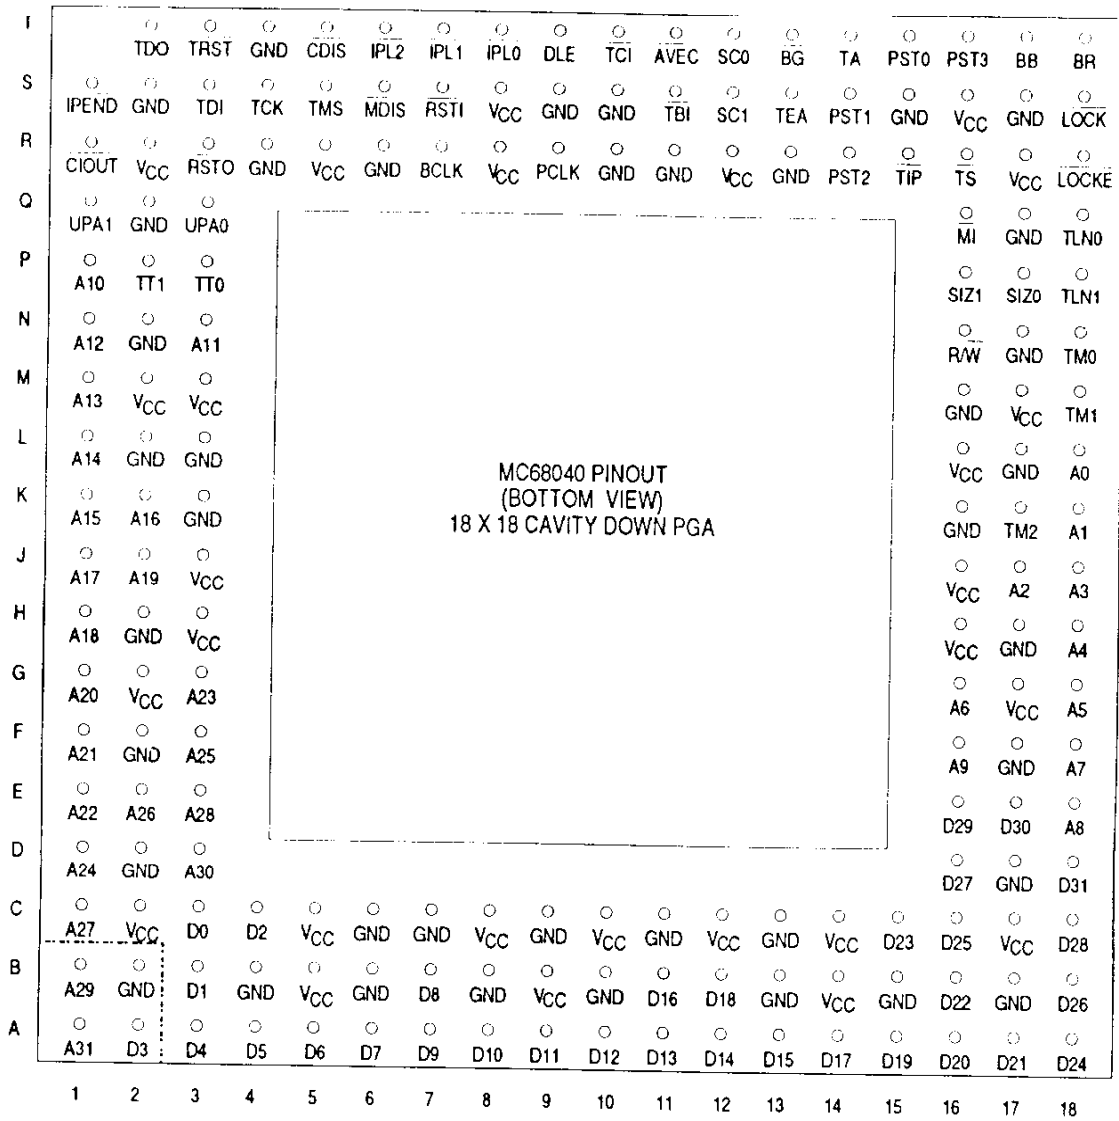 T
TDO TRST GND CDIS IPL2 IPL1 IPL0 DLE TCI AVEC SC0 BG TA PST0 PST3 BB BR
S
IPEND GND TDI TCK TMS MDIS RSTI VCC GND GND TBI SC1 TEA PST1 GND VCC GND LOCK
R
CIOUT VCC RSTO GND VCC GND BCLK VCC PCLK GND GND VCC GND PST2 TIP TS VCC LOCKE
Q
UPA1 GND UPA0 MI GND TLN0
P
A10 TT1 TT0 SIZ1 SIZ0 TLN1
N
A12 GND A11 R/W GND TM0
M
A13 VCC VCC GND VCC TM1
L
A14 GND GND VCC GND A0
MC68040 PINOUT
(BOTTOM VIEW)
18 X 18 CAVITY DOWN PGA
K
A15 A16 GND GND TM2 A1
J
A17 A19 VCC VCC A2 A3
H
A18 GND VCC VCC GND A4
G
A20 VCC A23 A6 VCC A5
F
A21 GND A25 A9 GND A7
E
A22 A26 A28 D29 D30 A8
D
A24 GND A30 D27 GND D31
C
A27 VCC D0 D2 VCC GND GND VCC GND VCC GND VCC GND VCC D23 D25 VCC D28
B
A29 GND D1 GND VCC GND D8 GND VCC GND D16 D18 GND VCC GND D22 GND D26
A
A31 D3 D4 D5 D6 D7 D9 D10 D11 D12 D13 D14 D15 D17 D19 D20 D21 D24
1 2 3 4 5 6 7 8 9 10 11 12 13 14 15 16 17 18